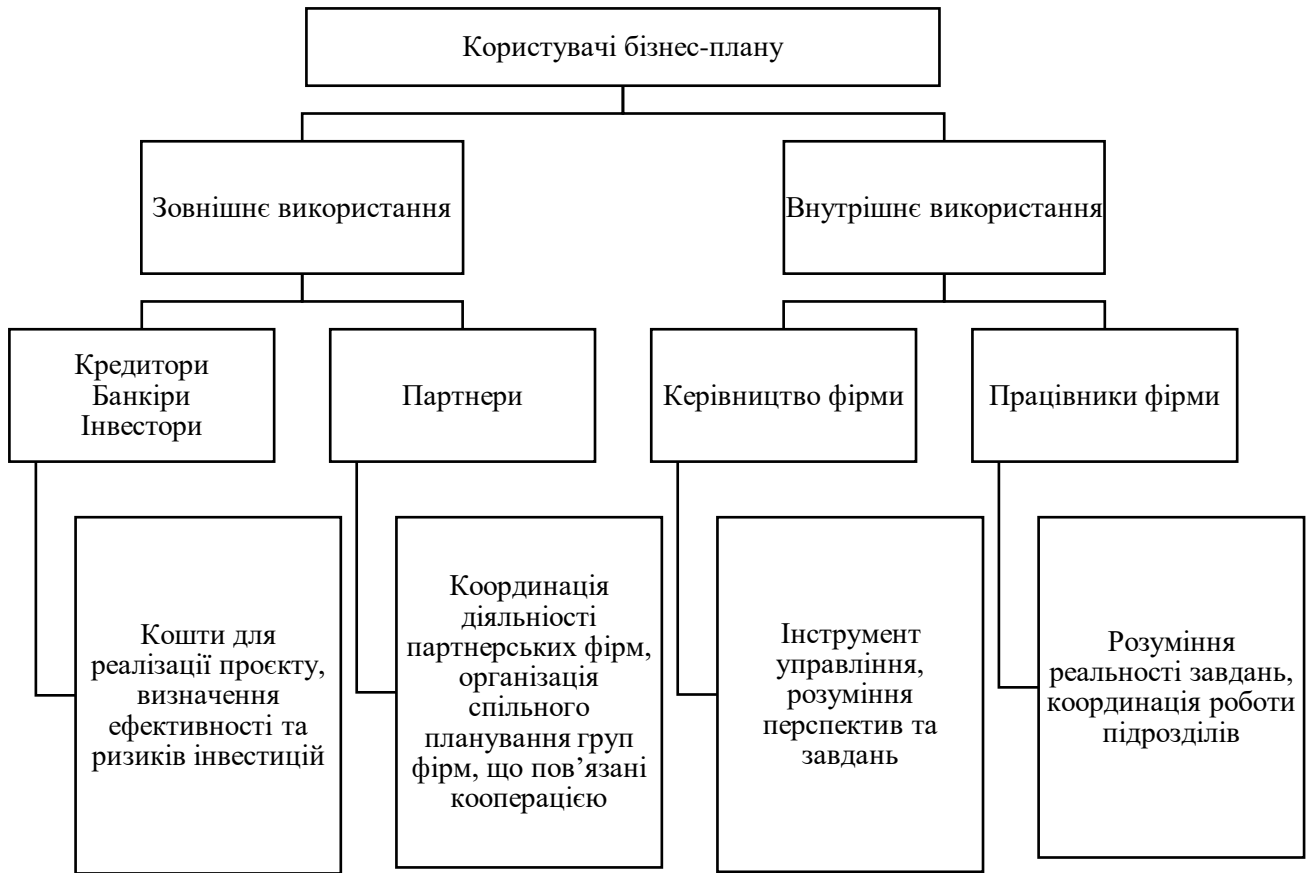 Користувачі бізнес-плану
Зовнішнє використання
Внутрішнє використання
Кредитори
Банкіри
Інвестори
Партнери
Керівництво фірми
Працівники фірми
Кошти для
реалізації проєкту,
визначення
ефективності та
ризиків інвестицій
Координація
діяльніості
партнерських фірм,
організація
спільного
планування груп
фірм, що пов’язані
кооперацією
Інструмент
управління,
розуміння
перспектив та
завдань
Розуміння
реальності завдань,
координація роботи
підрозділів